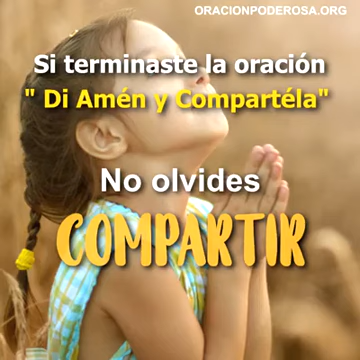 ORACIONPODEROSA.ORG
Si terminaste la oración
" Di Amén y Compartéla"
No olvides
COMPARTIR